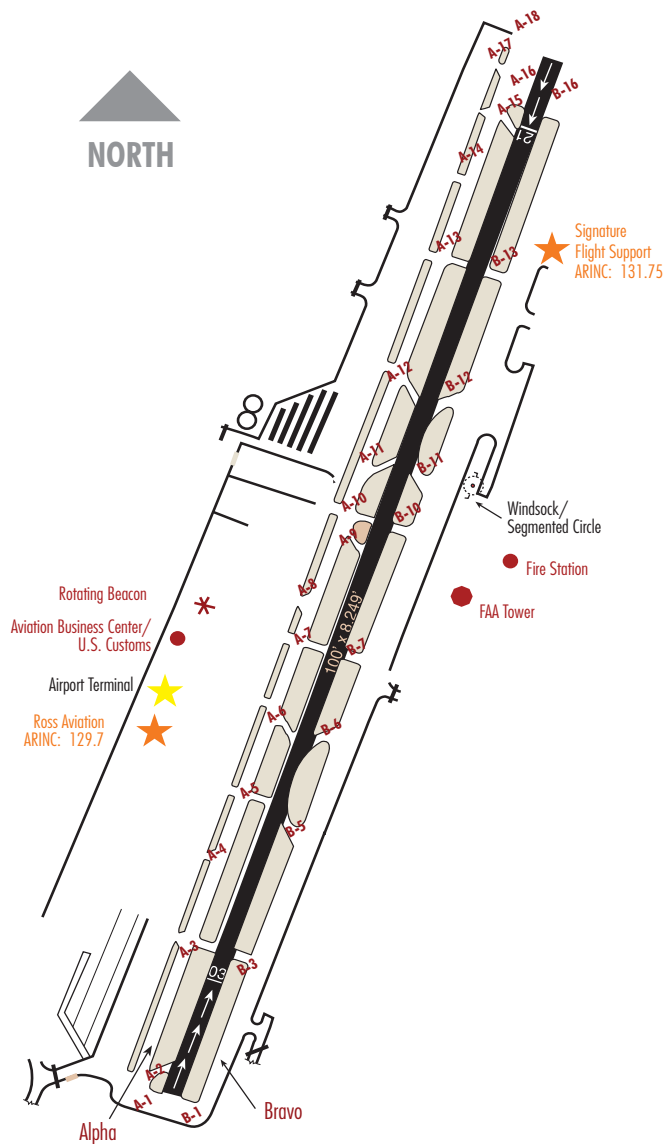 A-18
A-17
A-16
B-16
A-15
21
NORTH
A-14
Signature
Flight Support
ARINC: 131.75
A-13
B-13
A-12
B-12
A-11
B-11
A-10
B-10
Windsock/
Segmented Circle
A-9
Fire Station
A-8
Rotating Beacon
FAA Tower
Aviation Business Center/
U.S. Customs
A-7
B-7
100' x 8.249'
Airport Terminal
Ross Aviation
ARINC: 129.7
A-6
B-6
A-5
B-5
A-4
A-3
B-3
03
A-2
A-1
B-1
Alpha
Bravo